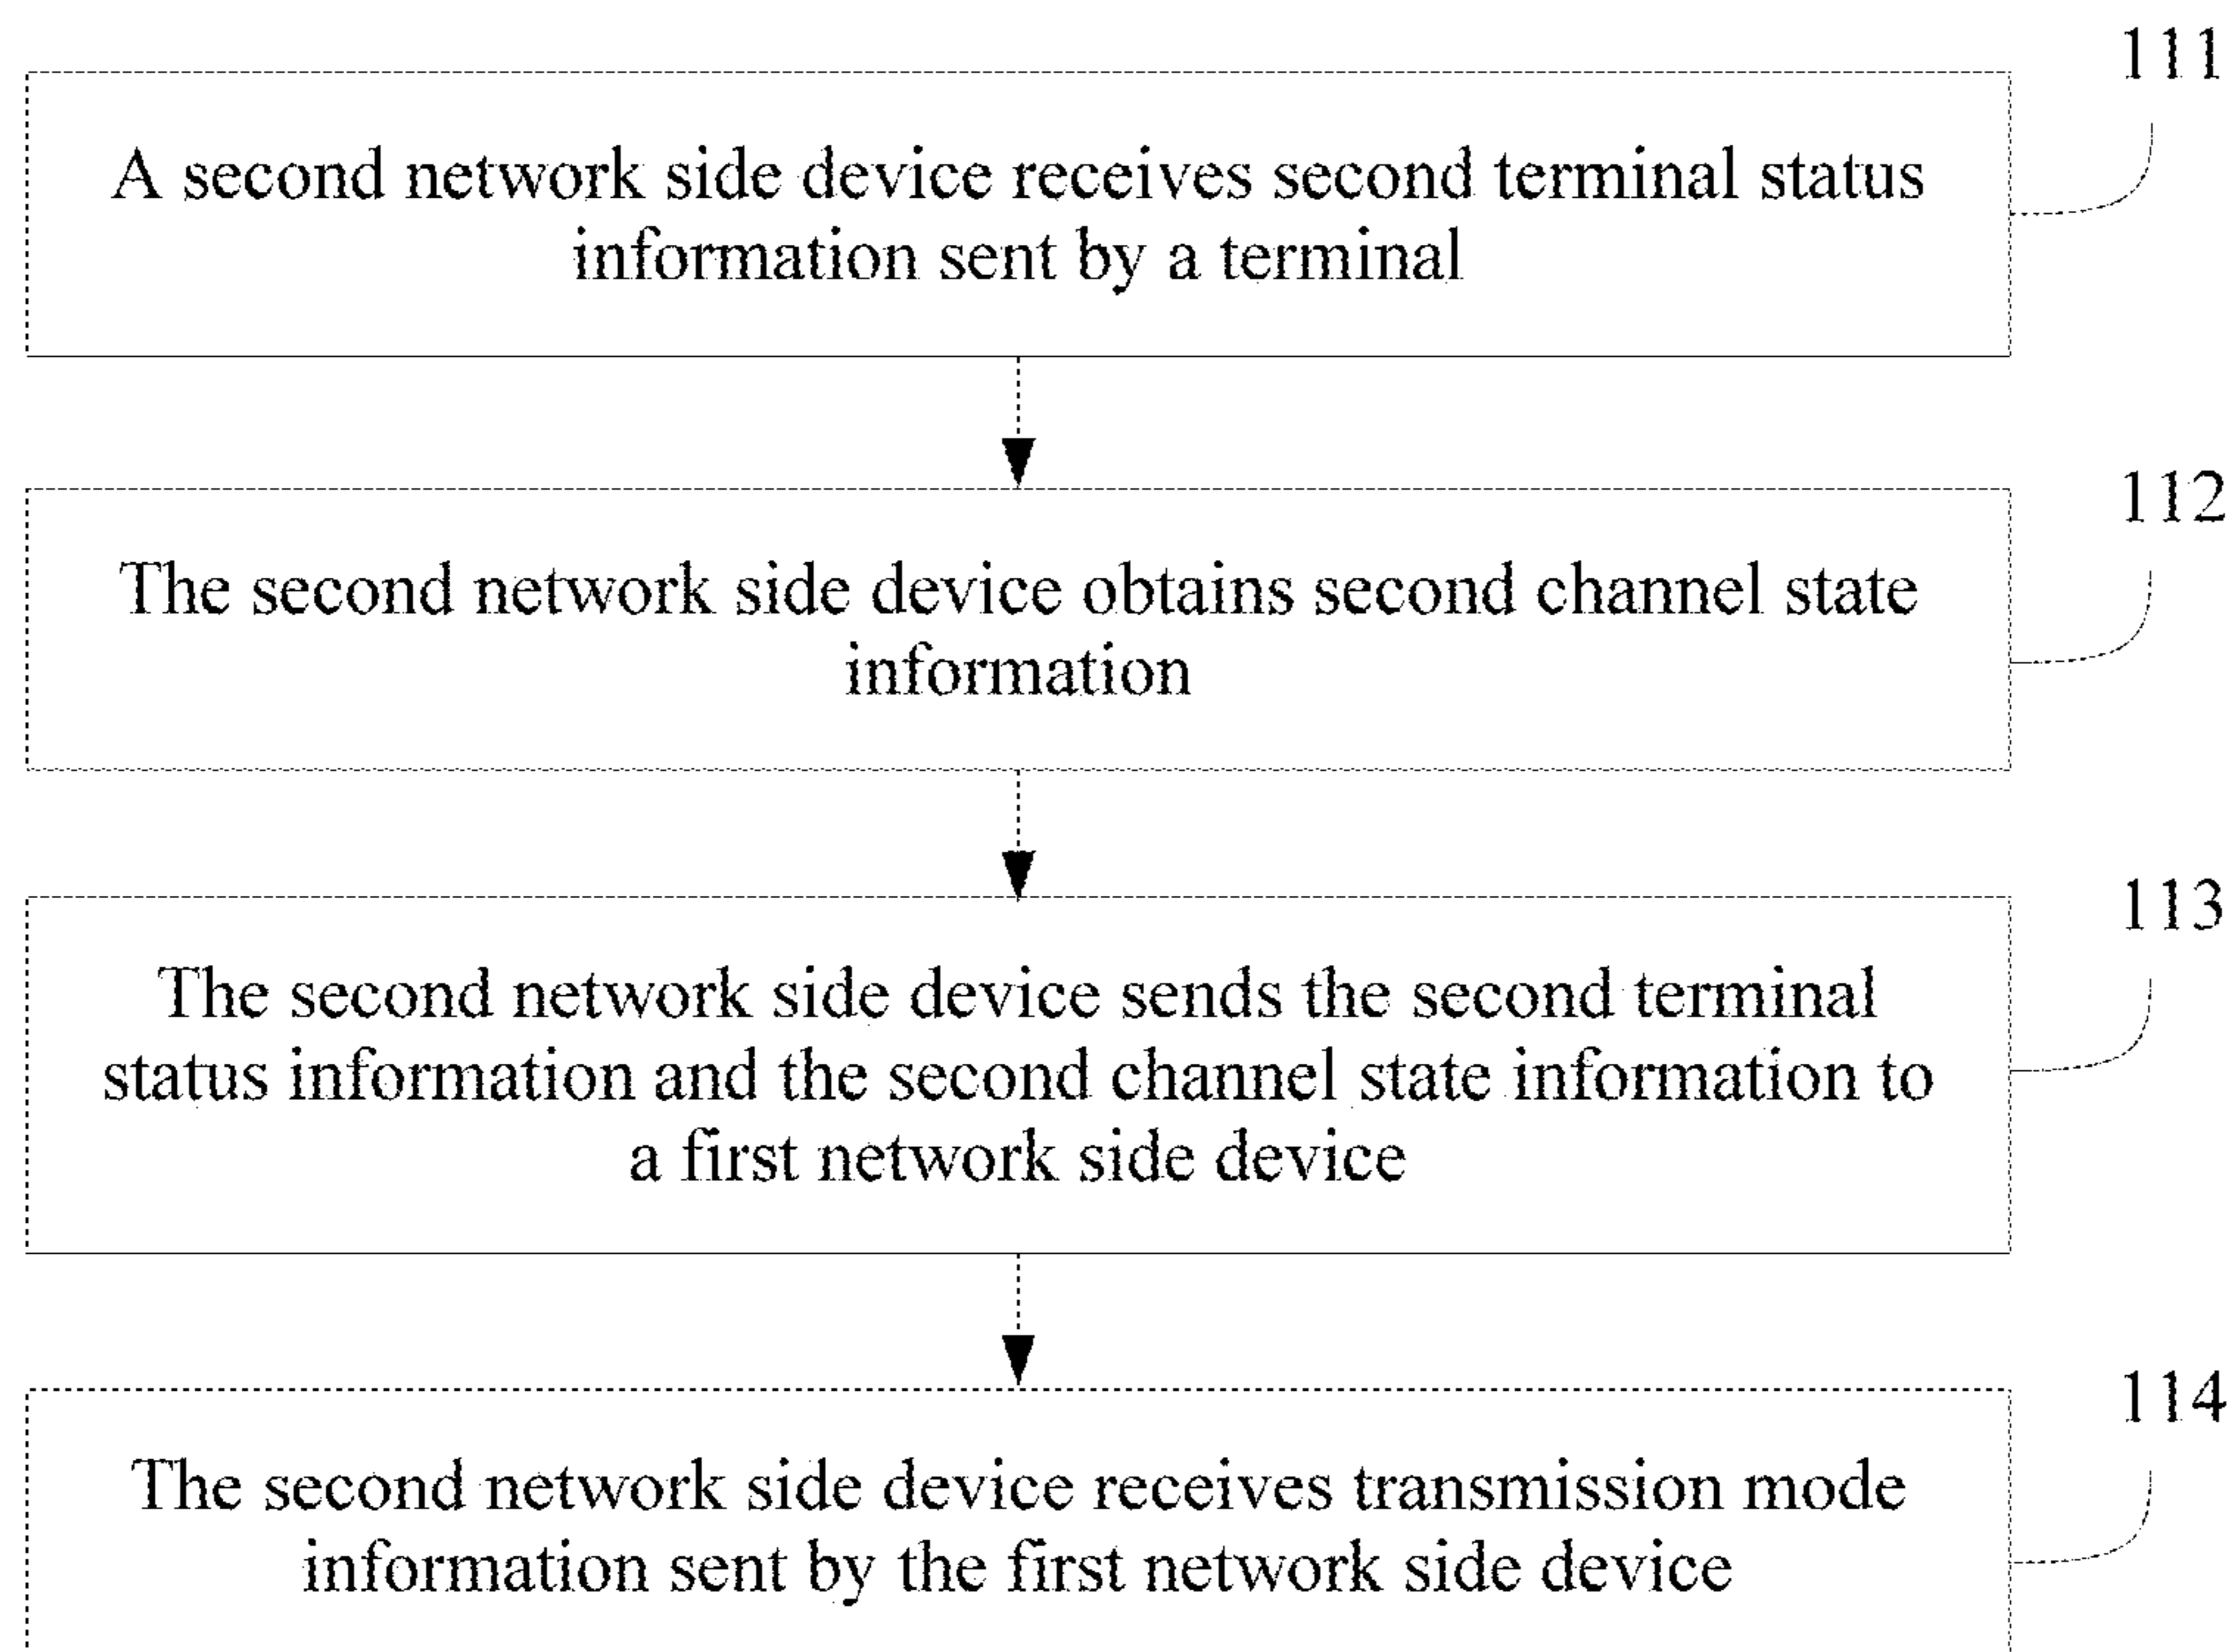 111
A second network side device receives second terminal status
information sent by a terminal
112
The second network side device obtains second channel state
information
113
The second network side device sends the second terminal
status information and the second channel state information to
a first network side device
114
The second network side device receives transmission mode
information sent by the first network side device